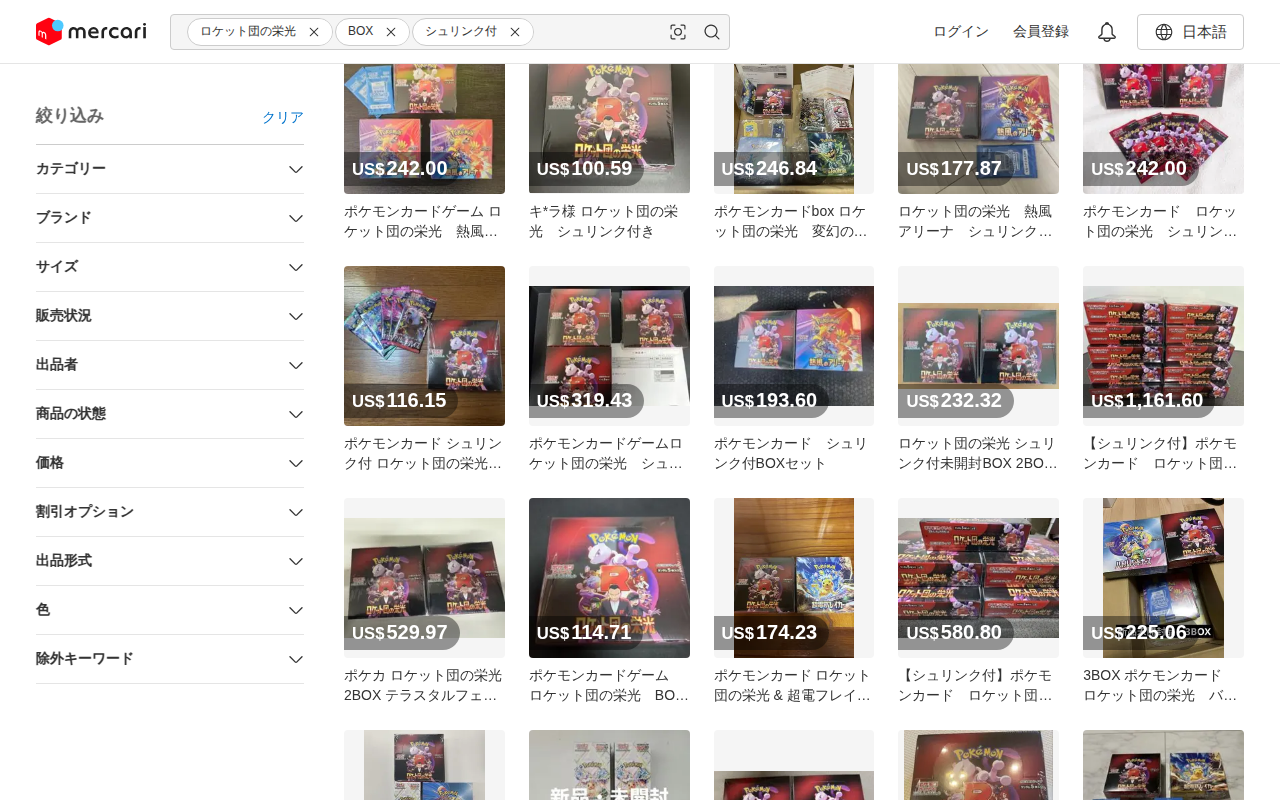 mercari
ロケット団の栄光
BOX
シュリンク付
ログイン
会員登録
日本語
絞り込み
クリア
カテゴリー
ブランド
サイズ
販売状況
出品者
商品の状態
価格
割引オプション
出品形式
色
除外キーワード
US$242.00
US$100.59
US$246.84
US$177.87
US$242.00
ポケモンカードゲーム ロ
ケット団の栄光　熱風…
キ*ラ様 ロケット団の栄
光　シュリンク付き
ポケモンカードbox ロケ
ット団の栄光　変幻の…
ロケット団の栄光　熱風
アリーナ　シュリンク…
ポケモンカード　ロケッ
ト団の栄光　シュリン…
US$116.15
US$319.43
US$193.60
US$232.32
US$1,161.60
ポケモンカード シュリン
ク付 ロケット団の栄光…
ポケモンカードゲームロ
ケット団の栄光　シュ…
ポケモンカード　シュリ
ンク付BOXセット
ロケット団の栄光 シュリ
ンク付未開封BOX 2BO…
【シュリンク付】ポケモ
ンカード　ロケット団…
US$529.97
US$114.71
US$174.23
US$580.80
US$225.06
ポケカ ロケット団の栄光
2BOX テラスタルフェ…
ポケモンカードゲーム
ロケット団の栄光　BO…
ポケモンカード ロケット
団の栄光 & 超電フレイ…
【シュリンク付】ポケモ
ンカード　ロケット団…
3BOX ポケモンカード
ロケット団の栄光　バ…
新品・未開封